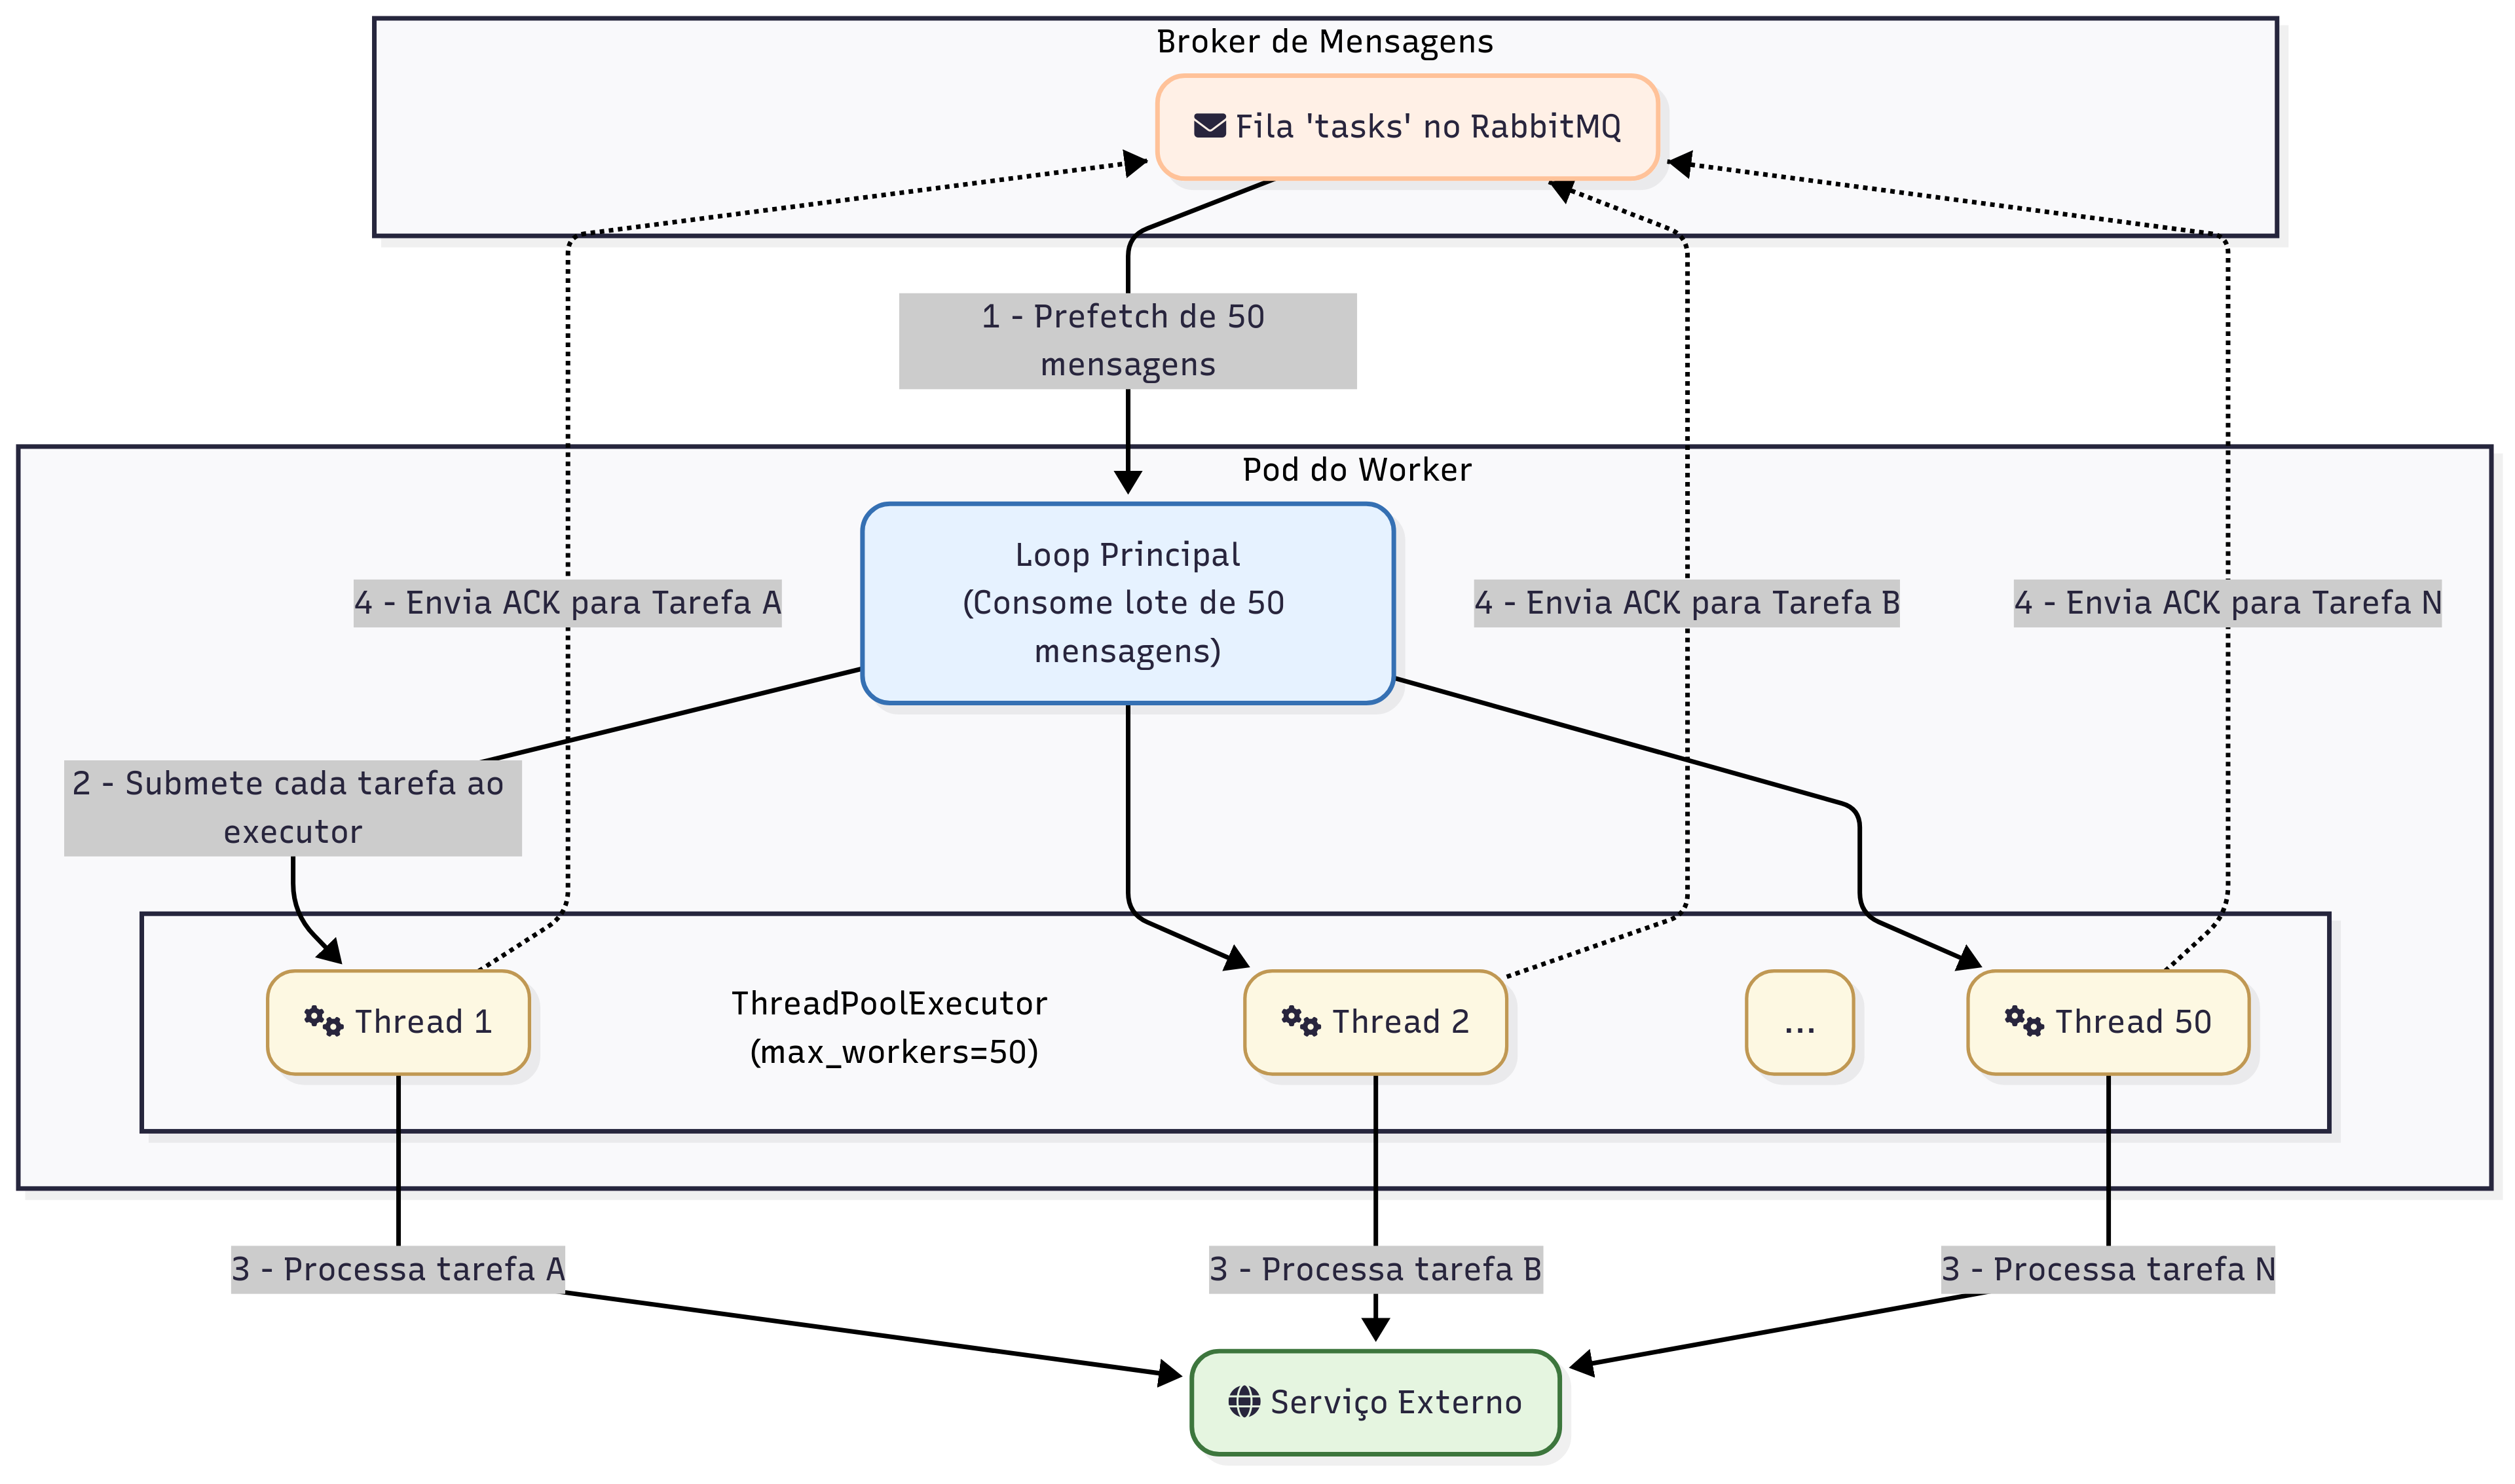 Broker de Mensagens
Fila 'tasks' no RabbitMQ
1 - Prefetch de 50
mensagens
Pod do Worker
Loop Principal
(Consome lote de 50
mensagens)
4 - Envia ACK para Tarefa A
4 - Envia ACK para Tarefa B
4 - Envia ACK para Tarefa N
2 - Submete cada tarefa ao
executor
Thread 1
ThreadPoolExecutor
(max_workers=50)
Thread 2
...
Thread 50
3 - Processa tarefa A
3 - Processa tarefa B
3 - Processa tarefa N
Serviço Externo